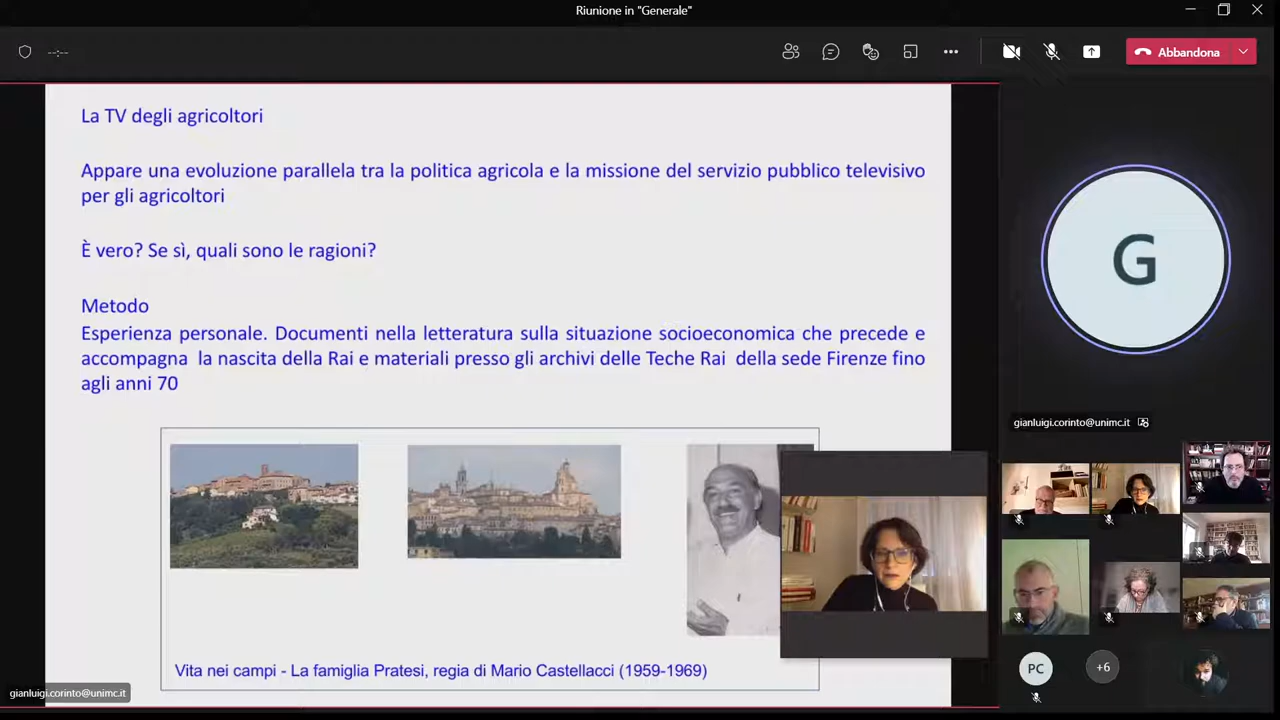 Riunione in "Generale"
--:--
Abbandona
La TV degli agricoltori
Appare una evoluzione parallela tra la politica agricola e la missione del servizio pubblico televisivo
per gli agricoltori
È vero? Se sì, quali sono le ragioni?
Metodo
Esperienza personale. Documenti nella letteratura sulla situazione socioeconomica che precede e
accompagna la nascita della Rai e materiali presso gli archivi delle Teche Rai della sede Firenze fino
agli anni 70
Vita nei campi - La famiglia Pratesi, regia di Mario Castellacci (1959-1969)
gianluigi.corinto@unimc.it
G
gianluigi.corinto@unimc.it
PC
+6